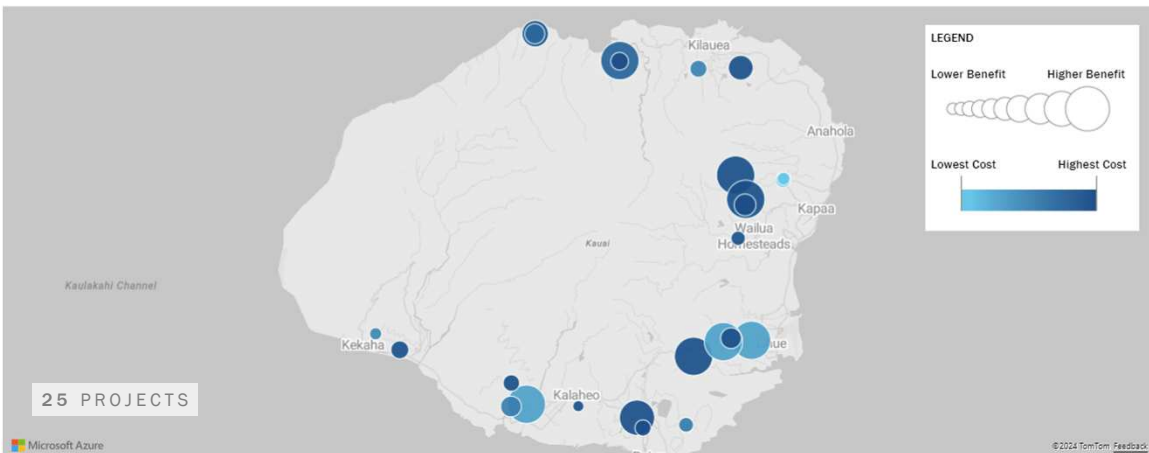 Kilauea
LEGEND
Lower Benefit Higher Benefit
Anahola
Lowest Cost Highest Cost
Kapaa
Wailua
Homesteads
Kauai
Kaulakahi Channel
Kekaha
Kalaheo
25 PROJECTS
Microsoft Azure
©2024 TomTom Feedback